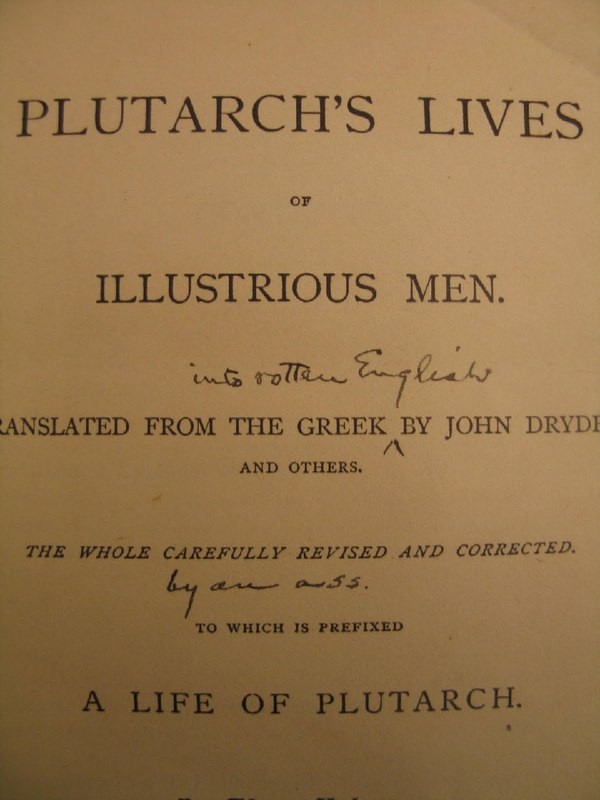 PLUTARCH'S LIVES
OF
ILLUSTRIOUS MEN.
into rotten English
RANSLATED FROM THE GREEK ^ BY JOHN DRYDE
AND OTHERS.
THE WHOLE CAREFULLY REVISED AND CORRECTED.
by an ass.
TO WHICH IS PREFIXED
A LIFE OF PLUTARCH.